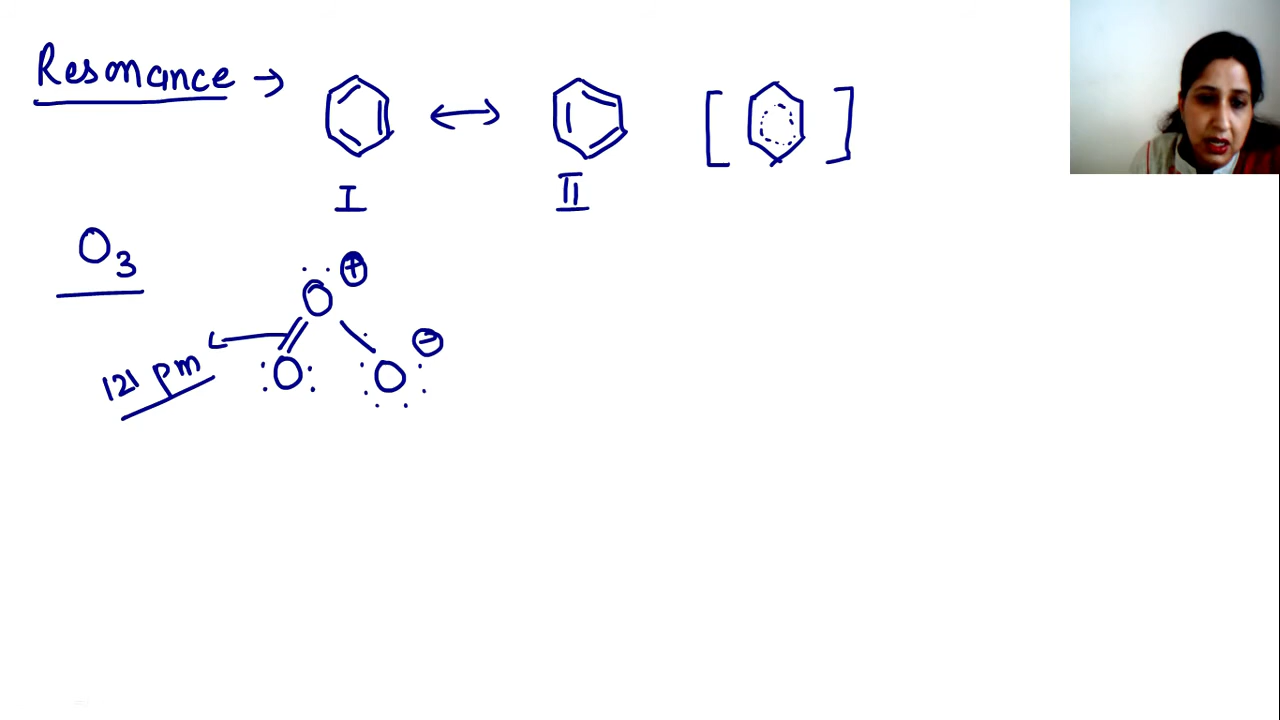 Resonance →
I
II
O3
⊕
O
⊖
121 pm
O
O